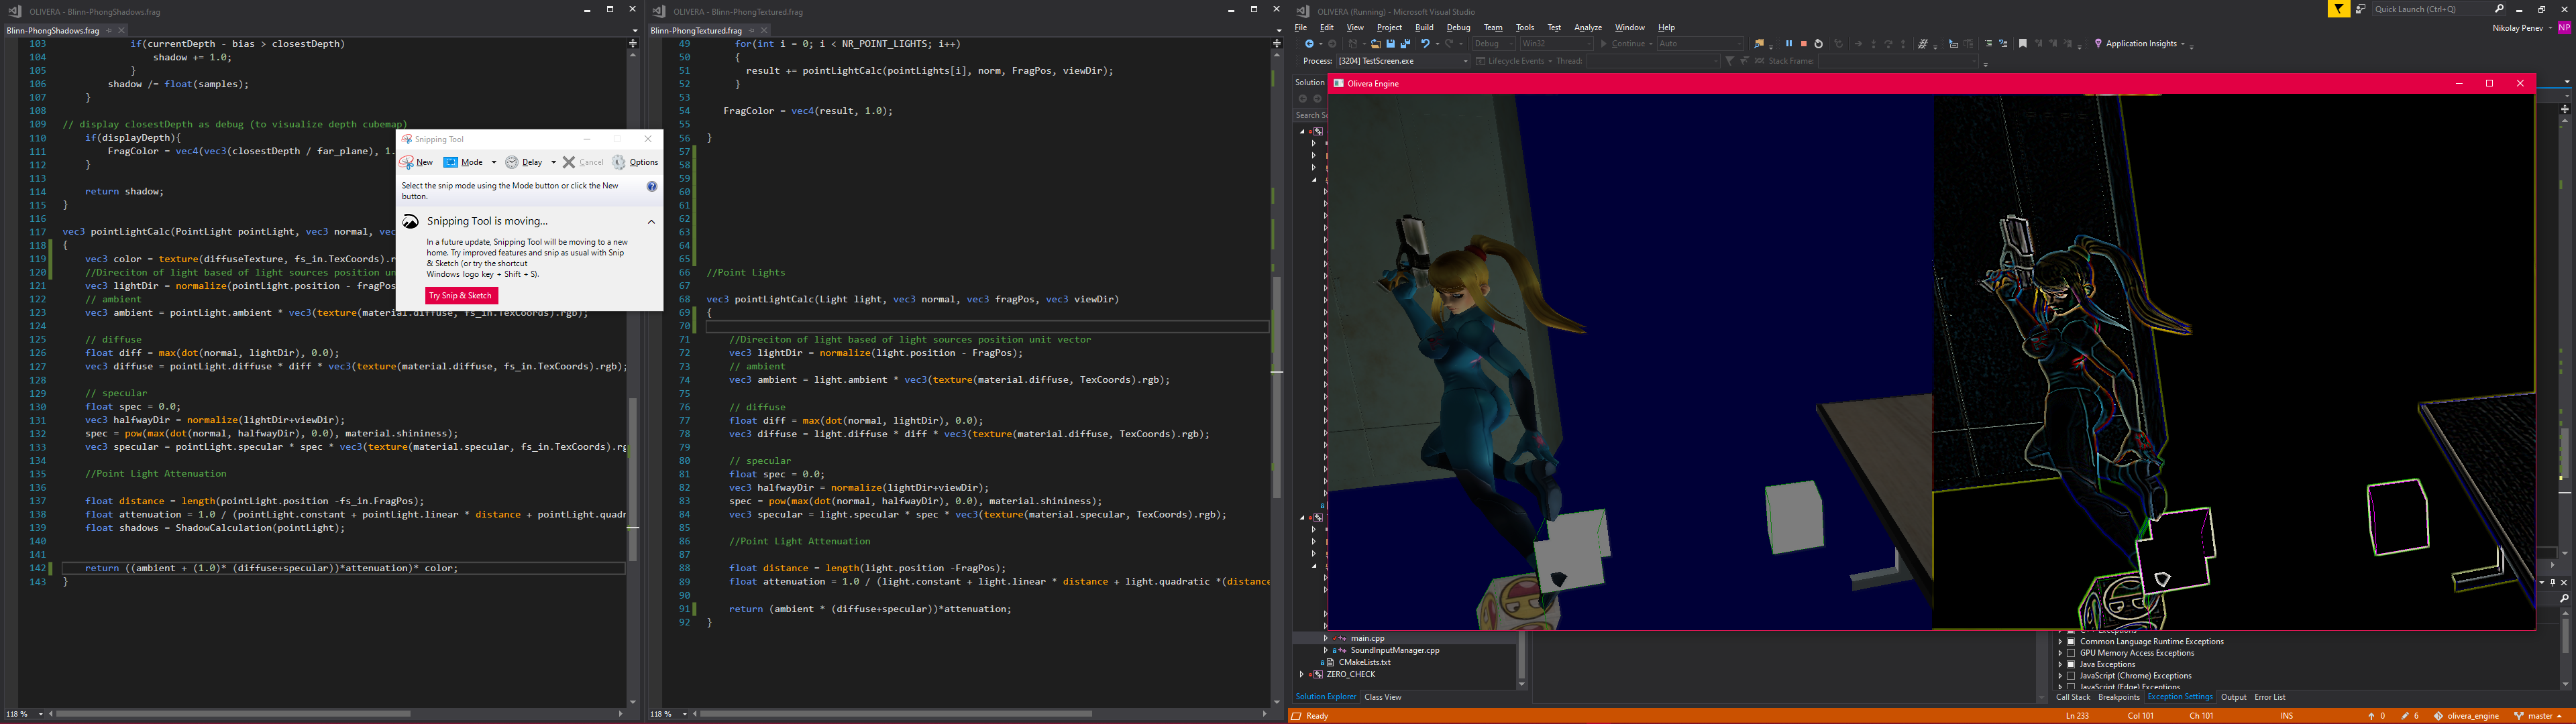 OLIVERA - Blinn-PhongShadows.frag
Blinn-PhongShadows.frag
103 if(currentDepth - bias > closestDepth)
104 shadow += 1.0;
105 }
106 shadow /= float(samples);
107 }
108
109 // display closestDepth as debug (to visualize depth cubemap)
110 if(displayDepth){
111 FragColor = vec4(vec3(closestDepth / far_plane), 1.
112 }
113
114 return shadow;
115 }
116
117 vec3 pointLightCalc(PointLight pointLight, vec3 normal, vec
118 {
119 vec3 color = texture(diffuseTexture, fs_in.TexCoords).r
120 //Direciton of light based of light sources position uni
121 vec3 lightDir = normalize(pointLight.position - fragPos
122 // ambient
123 vec3 ambient = pointLight.ambient * vec3(texture(material.diffuse, fs_in.TexCoords).rgb);
124
125 // diffuse
126 float diff = max(dot(normal, lightDir), 0.0);
127 vec3 diffuse = pointLight.diffuse * diff * vec3(texture(material.diffuse, fs_in.TexCoords).rgb);
128
129 // specular
130 float spec = 0.0;
131 vec3 halfwayDir = normalize(lightDir+viewDir);
132 spec = pow(max(dot(normal, halfwayDir), 0.0), material.shininess);
133 vec3 specular = pointLight.specular * spec * vec3(texture(material.specular, fs_in.TexCoords).rg
134
135 //Point Light Attenuation
136
137 float distance = length(pointLight.position -fs_in.FragPos);
138 float attenuation = 1.0 / (pointLight.constant + pointLight.linear * distance + pointLight.quadr
139 float shadows = ShadowCalculation(pointLight);
140
141
142 return ((ambient + (1.0)* (diffuse+specular))*attenuation)* color;
143 }
118 %
Snipping Tool
New Mode Delay Cancel Options
Select the snip mode using the Mode button or click the New
button.
Snipping Tool is moving...
In a future update, Snipping Tool will be moving to a new
home. Try improved features and snip as usual with Snip
& Sketch (or try the shortcut
Windows logo key + Shift + S).
Try Snip & Sketch
OLIVERA - Blinn-PhongTextured.frag
Blinn-PhongTextured.frag
49 for(int i = 0; i < NR_POINT_LIGHTS; i++)
50 {
51 result += pointLightCalc(pointLights[i], norm, FragPos, viewDir);
52 }
53
54 FragColor = vec4(result, 1.0);
55
56 }
57
58
59
60
61
62
63
64
65
66 //Point Lights
67
68 vec3 pointLightCalc(Light light, vec3 normal, vec3 fragPos, vec3 viewDir)
69 {
70
71 //Direciton of light based of light sources position unit vector
72 vec3 lightDir = normalize(light.position - FragPos);
73 // ambient
74 vec3 ambient = light.ambient * vec3(texture(material.diffuse, TexCoords).rgb);
75
76 // diffuse
77 float diff = max(dot(normal, lightDir), 0.0);
78 vec3 diffuse = light.diffuse * diff * vec3(texture(material.diffuse, TexCoords).rgb);
79
80 // specular
81 float spec = 0.0;
82 vec3 halfwayDir = normalize(lightDir+viewDir);
83 spec = pow(max(dot(normal, halfwayDir), 0.0), material.shininess);
84 vec3 specular = light.specular * spec * vec3(texture(material.specular, TexCoords).rgb);
85
86 //Point Light Attenuation
87
88 float distance = length(light.position -FragPos);
89 float attenuation = 1.0 / (light.constant + light.linear * distance + light.quadratic *(distance
90
91 return (ambient * (diffuse+specular))*attenuation;
92 }
118 %
OLIVERA (Running) - Microsoft Visual Studio
Quick Launch (Ctrl+Q)
File Edit View Project Build Debug Team Tools Test Analyze Window Help
Nikolay Penev NP
Debug Win32 Continue Auto Application Insights
Process: [3204] TestScreen.exe Lifecycle Events Thread: Stack Frame:
Solution
Olivera Engine
Search So
main.cpp
SoundInputManager.cpp
CMakeLists.txt
ZERO_CHECK
Solution Explorer Class View
C++ Exceptions
Common Language Runtime Exceptions
GPU Memory Access Exceptions
Java Exceptions
JavaScript (Chrome) Exceptions
JavaScript (Edge) Exceptions
Call Stack Breakpoints Exception Settings Output Error List
Ready Ln 233 Col 101 Ch 101 INS 0 6 olivera_engine master